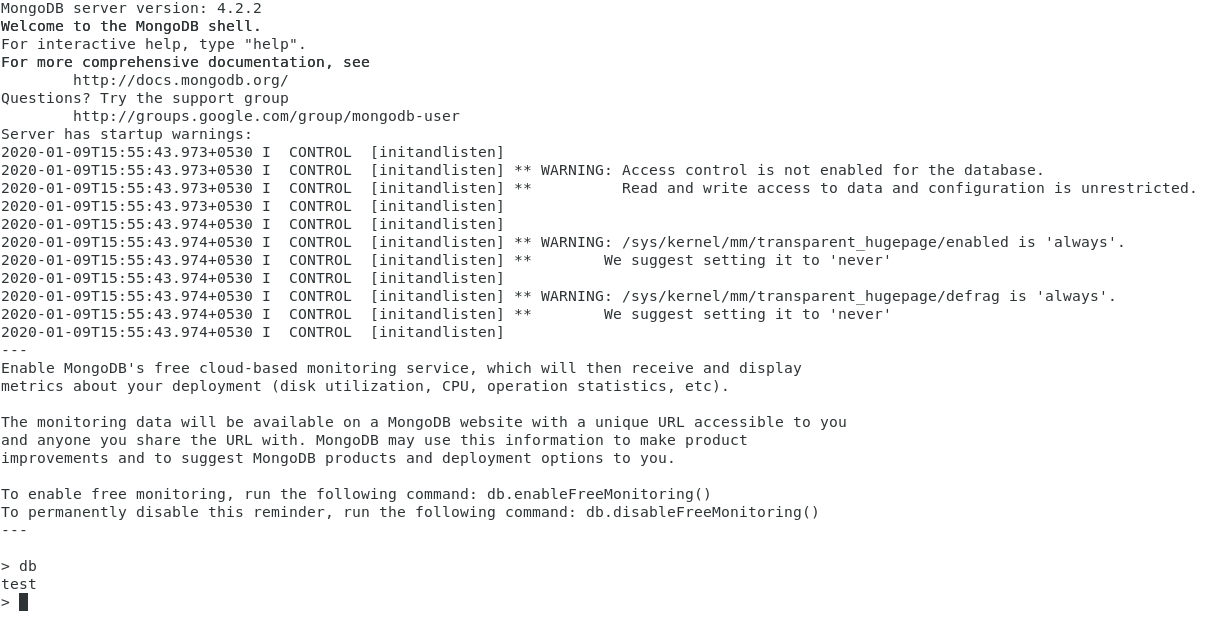 MongoDB server version: 4.2.2
Welcome to the MongoDB shell.
For interactive help, type "help".
For more comprehensive documentation, see
        http://docs.mongodb.org/
Questions? Try the support group
        http://groups.google.com/group/mongodb-user
Server has startup warnings:
2020-01-09T15:55:43.973+0530 I  CONTROL  [initandlisten]
2020-01-09T15:55:43.973+0530 I  CONTROL  [initandlisten] ** WARNING: Access control is not enabled for the database.
2020-01-09T15:55:43.973+0530 I  CONTROL  [initandlisten] **          Read and write access to data and configuration is unrestricted.
2020-01-09T15:55:43.973+0530 I  CONTROL  [initandlisten]
2020-01-09T15:55:43.974+0530 I  CONTROL  [initandlisten]
2020-01-09T15:55:43.974+0530 I  CONTROL  [initandlisten] ** WARNING: /sys/kernel/mm/transparent_hugepage/enabled is 'always'.
2020-01-09T15:55:43.974+0530 I  CONTROL  [initandlisten] **        We suggest setting it to 'never'
2020-01-09T15:55:43.974+0530 I  CONTROL  [initandlisten]
2020-01-09T15:55:43.974+0530 I  CONTROL  [initandlisten] ** WARNING: /sys/kernel/mm/transparent_hugepage/defrag is 'always'.
2020-01-09T15:55:43.974+0530 I  CONTROL  [initandlisten] **        We suggest setting it to 'never'
2020-01-09T15:55:43.974+0530 I  CONTROL  [initandlisten]
---
Enable MongoDB's free cloud-based monitoring service, which will then receive and display
metrics about your deployment (disk utilization, CPU, operation statistics, etc).

The monitoring data will be available on a MongoDB website with a unique URL accessible to you
and anyone you share the URL with. MongoDB may use this information to make product
improvements and to suggest MongoDB products and deployment options to you.

To enable free monitoring, run the following command: db.enableFreeMonitoring()
To permanently disable this reminder, run the following command: db.disableFreeMonitoring()
---

> db
test
>